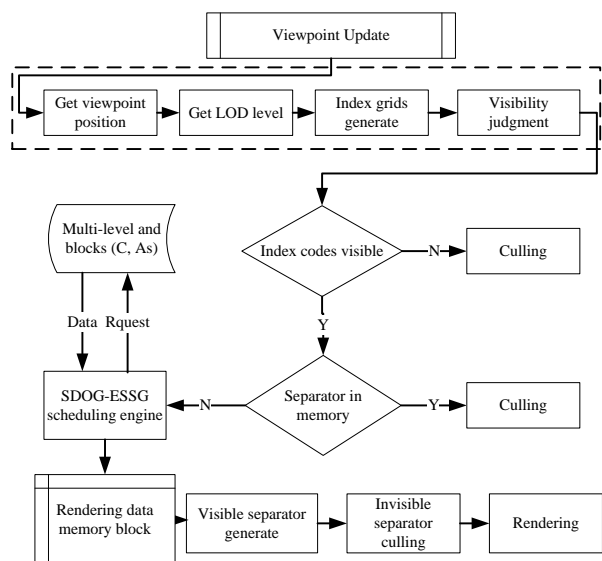 Viewpoint Update
Get viewpoint
position
Get LOD level
Index grids
generate
Visibility
judgment
Multi-level and
blocks (C, As)
Index codes visible
N
Culling
Data
Rquest
Y
SDOG-ESSG
scheduling engine
N
Separator in
memory
Y
Culling
Rendering data
memory block
Visible separator
generate
Invisible
separator
culling
Rendering